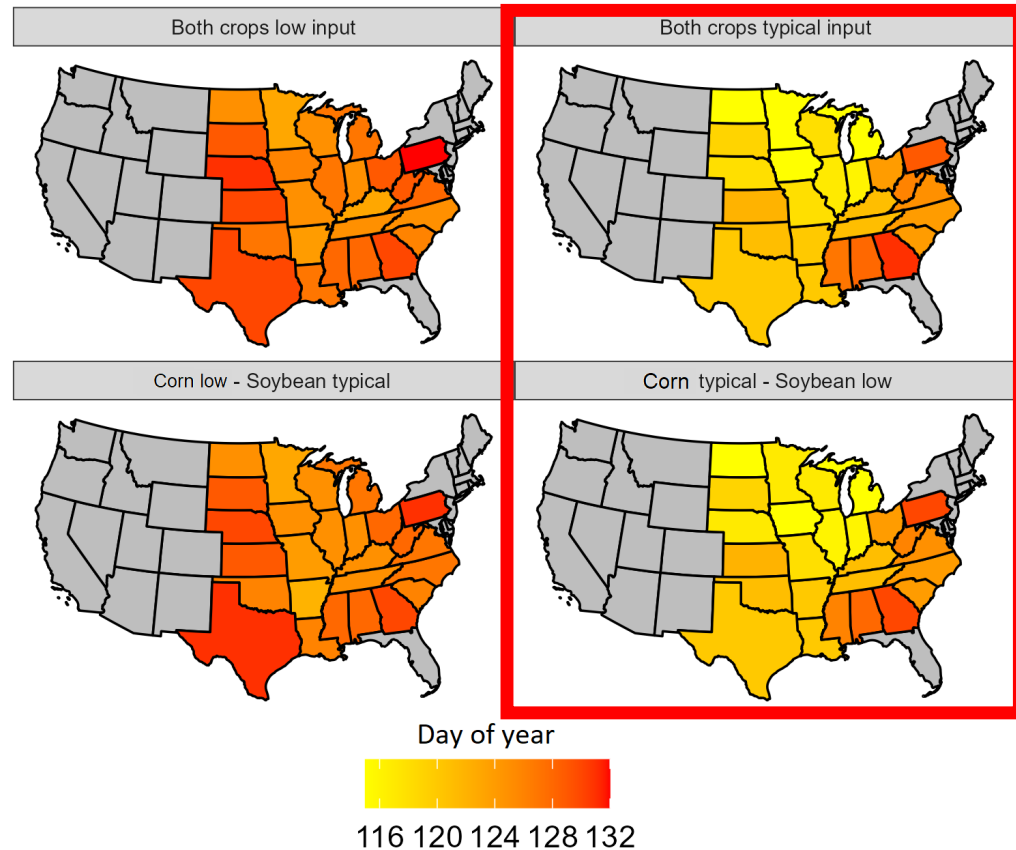 Both crops low input
Both crops typical input
Corn low - Soybean typical
Corn typical - Soybean low
Day of year
116 120 124 128 132